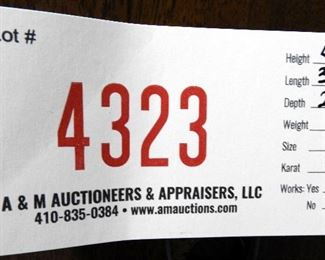 Lot #
4323
A & M AUCTIONEERS & APPRAISERS, LLC
410-835-0384 • www.amauctions.com
Height
Length
Depth
Weight
Size
Karat
Works: Yes
No